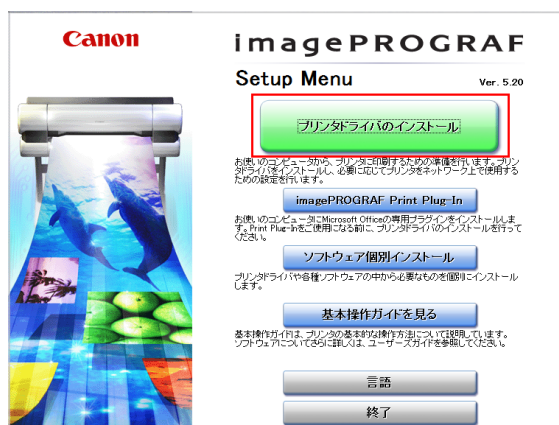 Canon
imagePROGRAF
Setup Menu
Ver. 5.20
プリンタドライバのインストール
お使いのコンピュータから、プリンタに印刷するための準備を行います。プリン
タドライバをインストールし、必要に応じてプリンタをネットワーク上で使用する
ための設定を行います。
imagePROGRAF Print Plug-In
お使いのコンピュータにMicrosoft Officeの専用プラグインをインストールしま
す。Print Plug-Inをご使用になる前に、プリンタドライバのインストールを行って
ください。
ソフトウェア個別インストール
プリンタドライバや各種ソフトウェアの中から必要なものを個別にインストール
します。
基本操作ガイドを見る
基本操作ガイドは、プリンタの基本的な操作方法について説明しています。
ソフトウェアについてさらに詳しくは、ユーザーズガイドを参照してください。
言語
終了